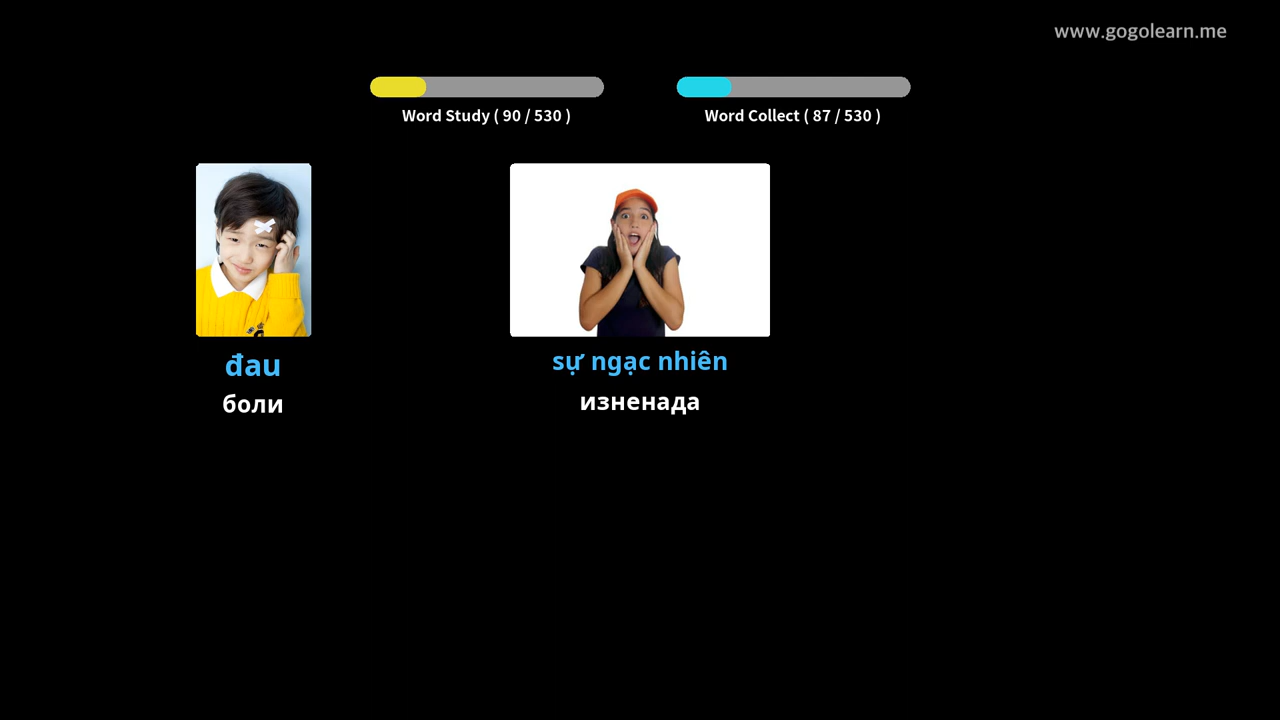 www.gogolearn.me
Word Study ( 90 / 530 )
Word Collect ( 87 / 530 )
đau
боли
sự ngạc nhiên
изненада